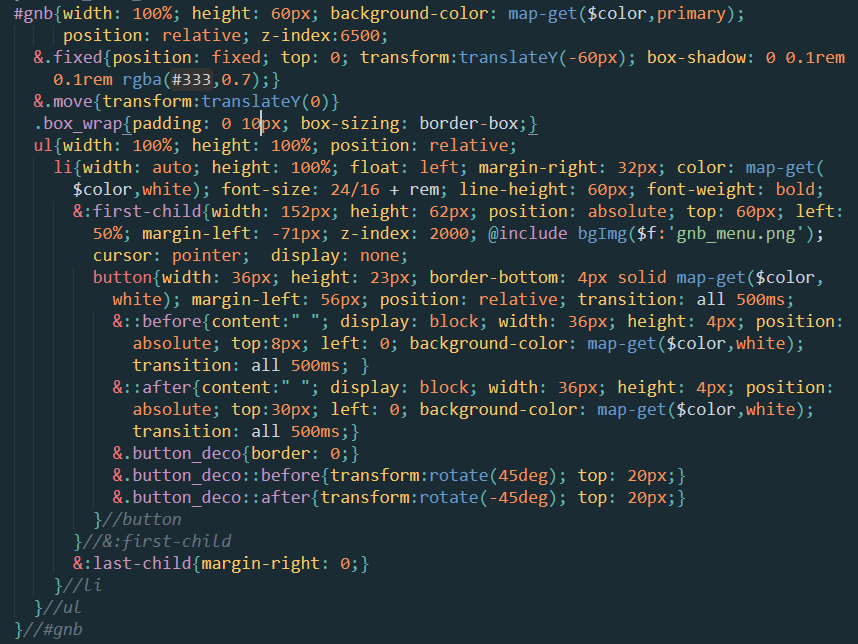 #gnb{width: 100%; height: 60px; background-color: map-get($color,primary);
position: relative; z-index:6500;
&.fixed{position: fixed; top: 0; transform:translateY(-60px); box-shadow: 0 0.1rem
0.1rem rgba(#333,0.7);}
&.move{transform:translateY(0)}
.box_wrap{padding: 0 10px; box-sizing: border-box;}
ul{width: 100%; height: 100%; position: relative;
li{width: auto; height: 100%; float: left; margin-right: 32px; color: map-get(
$color,white); font-size: 24/16 + rem; line-height: 60px; font-weight: bold;
&:first-child{width: 152px; height: 62px; position: absolute; top: 60px; left:
50%; margin-left: -71px; z-index: 2000; @include bgImg($f:'gnb_menu.png');
cursor: pointer;  display: none;
button{width: 36px; height: 23px; border-bottom: 4px solid map-get($color,
white); margin-left: 56px; position: relative; transition: all 500ms;
&::before{content:" "; display: block; width: 36px; height: 4px; position:
absolute; top:8px; left: 0; background-color: map-get($color,white);
transition: all 500ms; }
&::after{content:" "; display: block; width: 36px; height: 4px; position:
absolute; top:30px; left: 0; background-color: map-get($color,white);
transition: all 500ms;}
&.button_deco{border: 0;}
&.button_deco::before{transform:rotate(45deg); top: 20px;}
&.button_deco::after{transform:rotate(-45deg); top: 20px;}
}//button
}//&:first-child
&:last-child{margin-right: 0;}
}//li
}//ul
}//#gnb